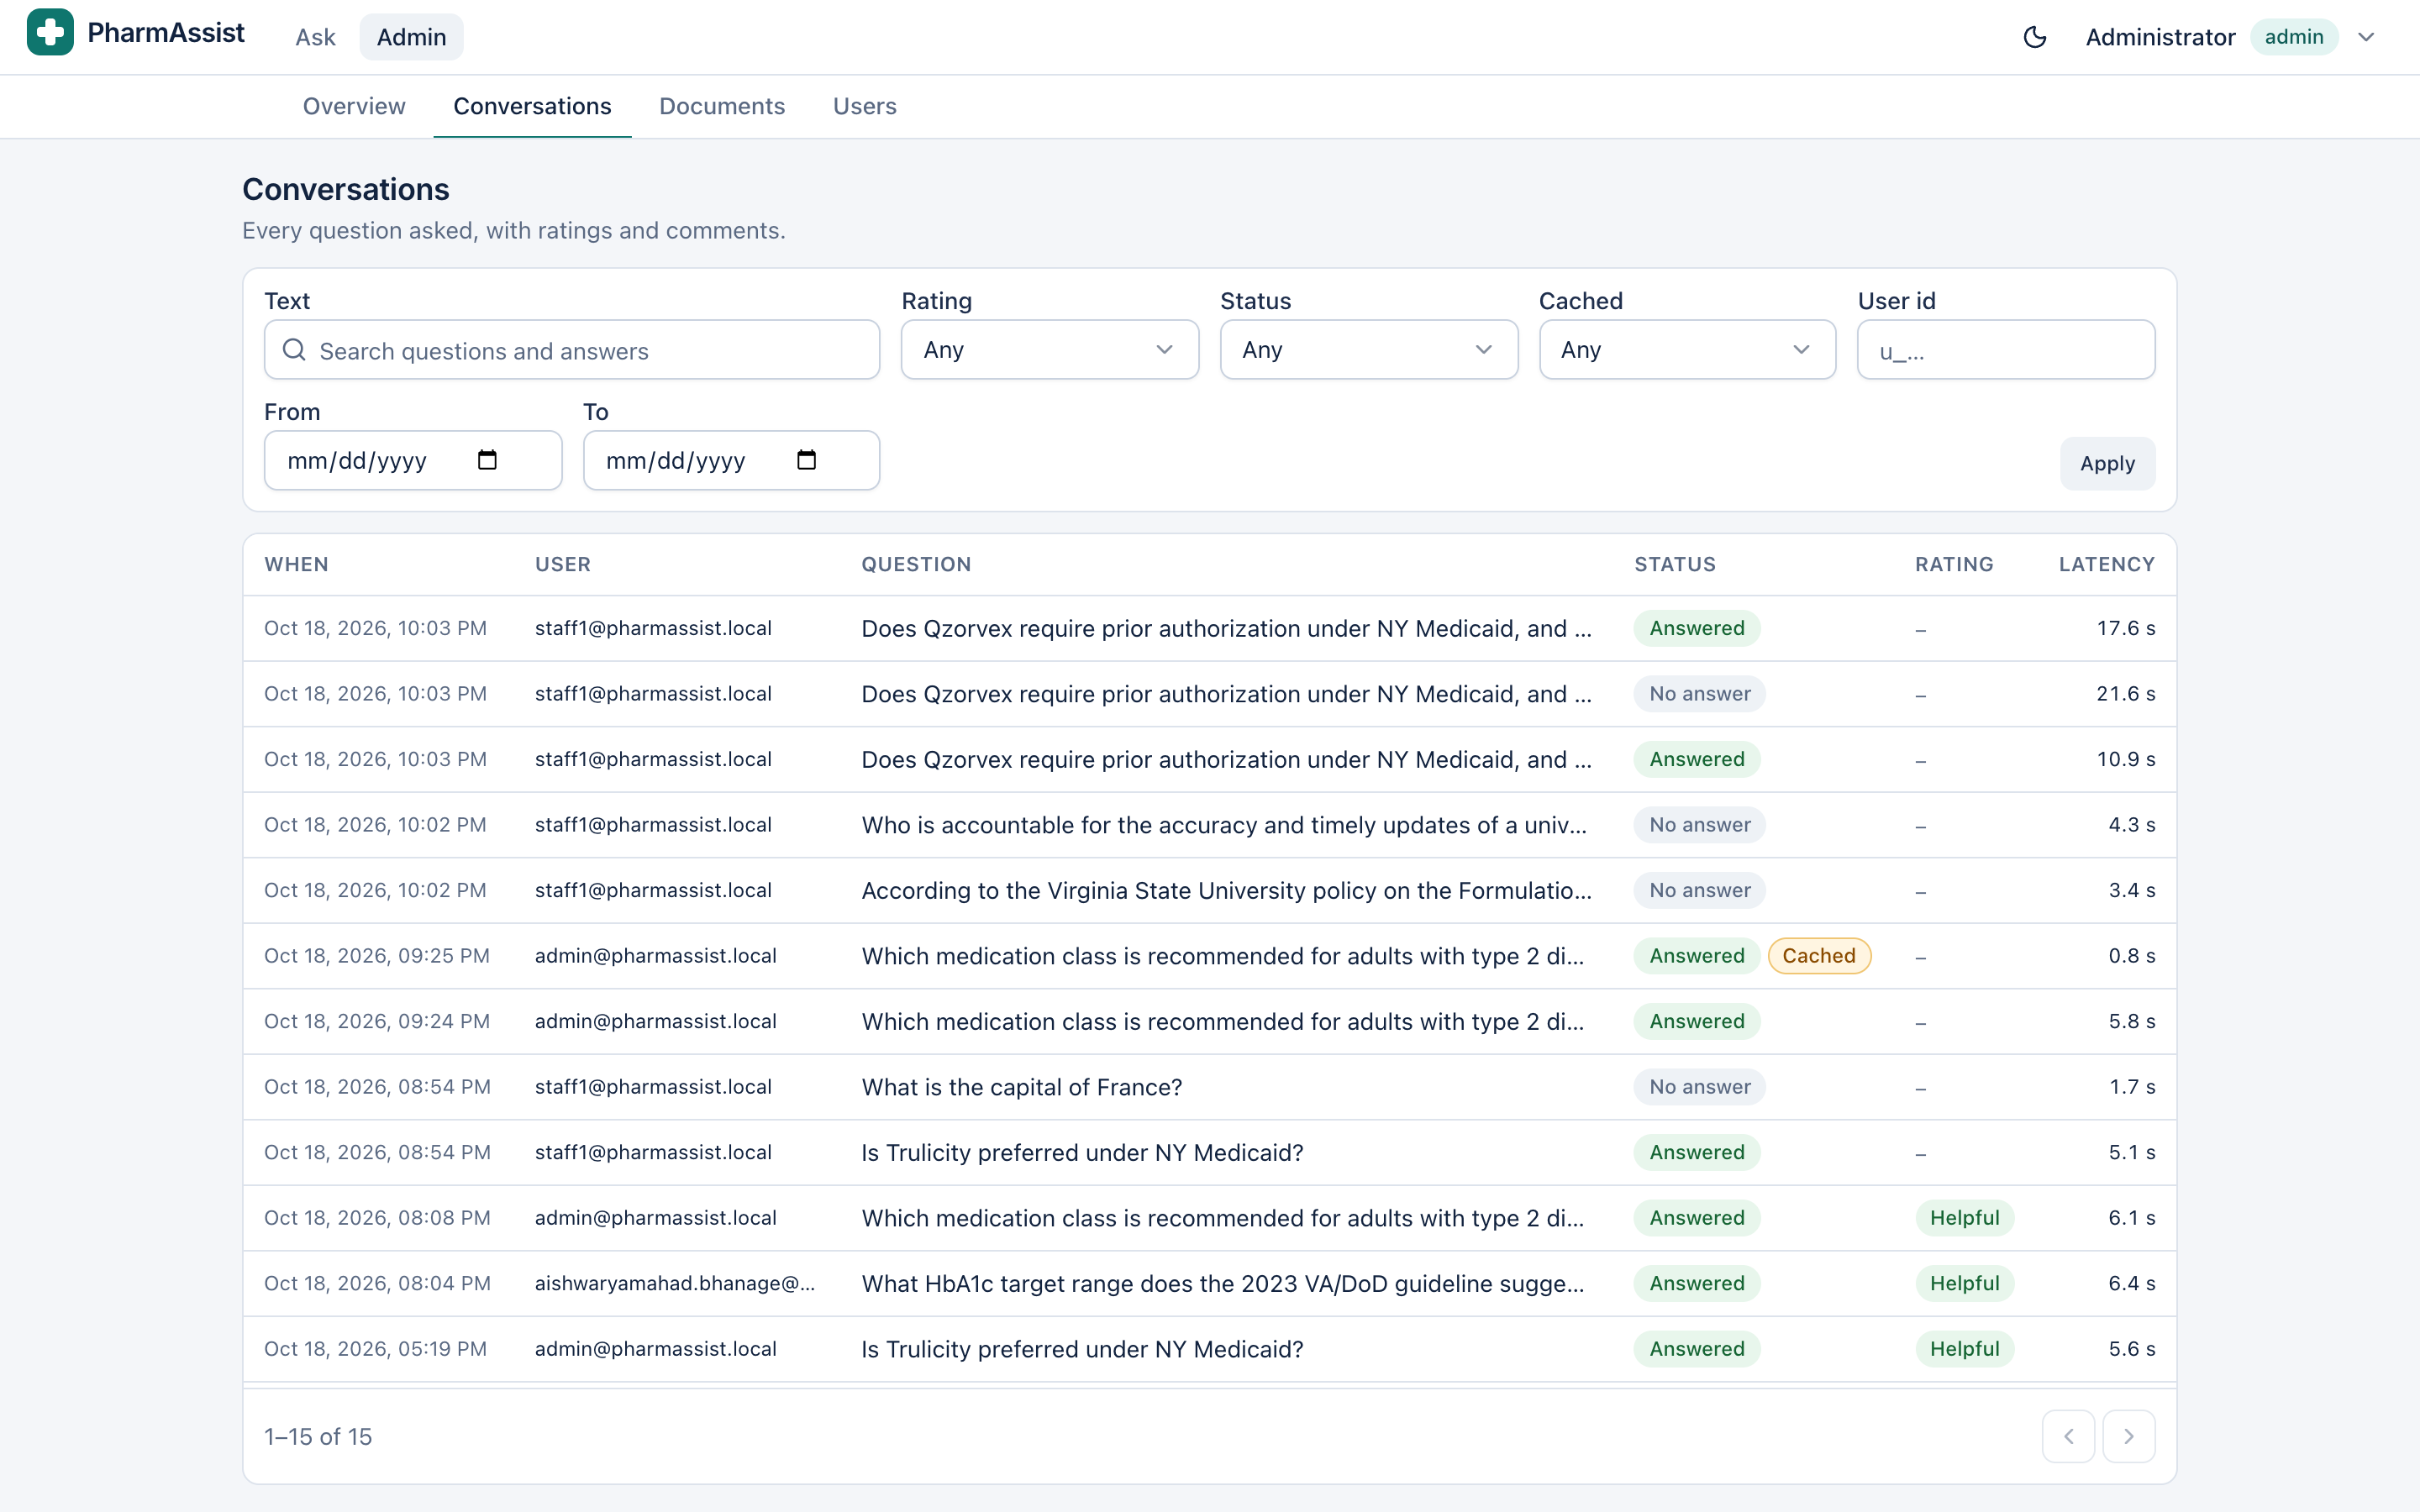 PharmAssist Ask Admin Administrator admin
Overview Conversations Documents Users
Conversations
Every question asked, with ratings and comments.
Text Rating Status Cached User id
Search questions and answers Any Any Any u_...
From To
mm/dd/yyyy mm/dd/yyyy Apply
WHEN USER QUESTION STATUS RATING LATENCY
Oct 18, 2026, 10:03 PM staff1@pharmassist.local Does Qzorvex require prior authorization under NY Medicaid, and ... Answered – 17.6 s
Oct 18, 2026, 10:03 PM staff1@pharmassist.local Does Qzorvex require prior authorization under NY Medicaid, and ... No answer – 21.6 s
Oct 18, 2026, 10:03 PM staff1@pharmassist.local Does Qzorvex require prior authorization under NY Medicaid, and ... Answered – 10.9 s
Oct 18, 2026, 10:02 PM staff1@pharmassist.local Who is accountable for the accuracy and timely updates of a univ... No answer – 4.3 s
Oct 18, 2026, 10:02 PM staff1@pharmassist.local According to the Virginia State University policy on the Formulatio... No answer – 3.4 s
Oct 18, 2026, 09:25 PM admin@pharmassist.local Which medication class is recommended for adults with type 2 di... Answered Cached – 0.8 s
Oct 18, 2026, 09:24 PM admin@pharmassist.local Which medication class is recommended for adults with type 2 di... Answered – 5.8 s
Oct 18, 2026, 08:54 PM staff1@pharmassist.local What is the capital of France? No answer – 1.7 s
Oct 18, 2026, 08:54 PM staff1@pharmassist.local Is Trulicity preferred under NY Medicaid? Answered – 5.1 s
Oct 18, 2026, 08:08 PM admin@pharmassist.local Which medication class is recommended for adults with type 2 di... Answered Helpful 6.1 s
Oct 18, 2026, 08:04 PM aishwaryamahad.bhanage@... What HbA1c target range does the 2023 VA/DoD guideline sugge... Answered Helpful 6.4 s
Oct 18, 2026, 05:19 PM admin@pharmassist.local Is Trulicity preferred under NY Medicaid? Answered Helpful 5.6 s
1–15 of 15